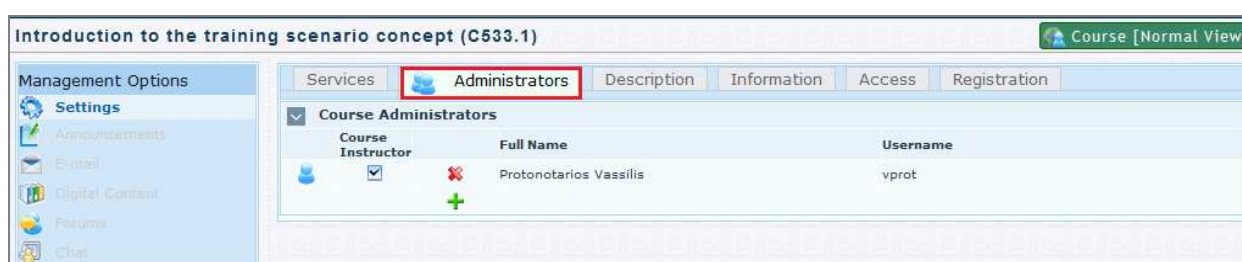 Introduction to the training scenario concept (C533.1)
Course [Normal View
Management Options
Settings
Announcements
E-mail
Digital Content
Forums
Chat
Services
Administrators
Description
Information
Access
Registration
Course Administrators
Course Instructor
Full Name
Username
Protonotarios Vassilis
vprot